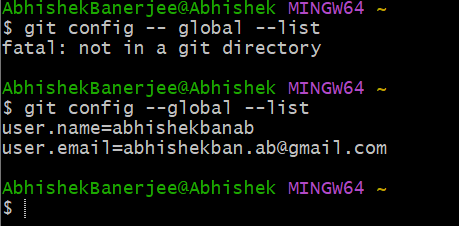 AbhishekBanerjee@Abhishek MINGW64 ~
$ git config -- global --list
fatal: not in a git directory
AbhishekBanerjee@Abhishek MINGW64 ~
$ git config --global --list
user.name=abhishekbanab
user.email=abhishekban.ab@gmail.com
AbhishekBanerjee@Abhishek MINGW64 ~
$